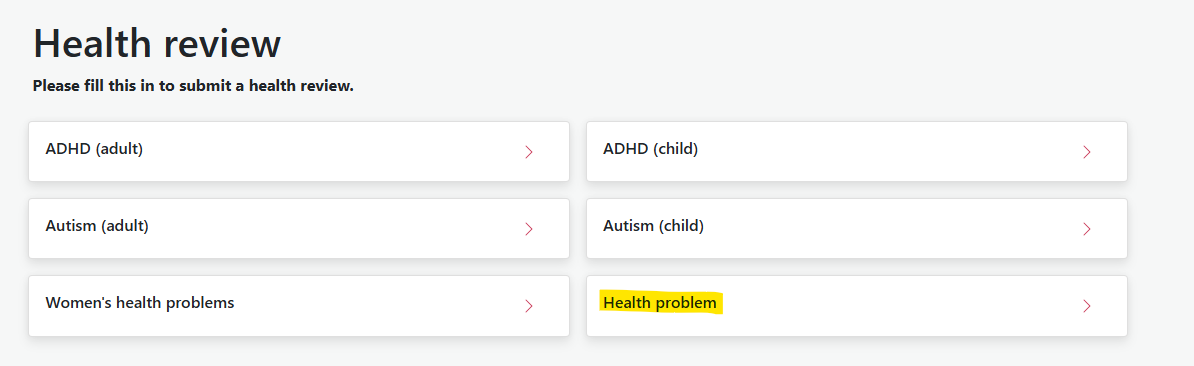 Health review
Please fill this in to submit a health review.
ADHD (adult)
ADHD (child)
Autism (adult)
Autism (child)
Women's health problems
Health problem